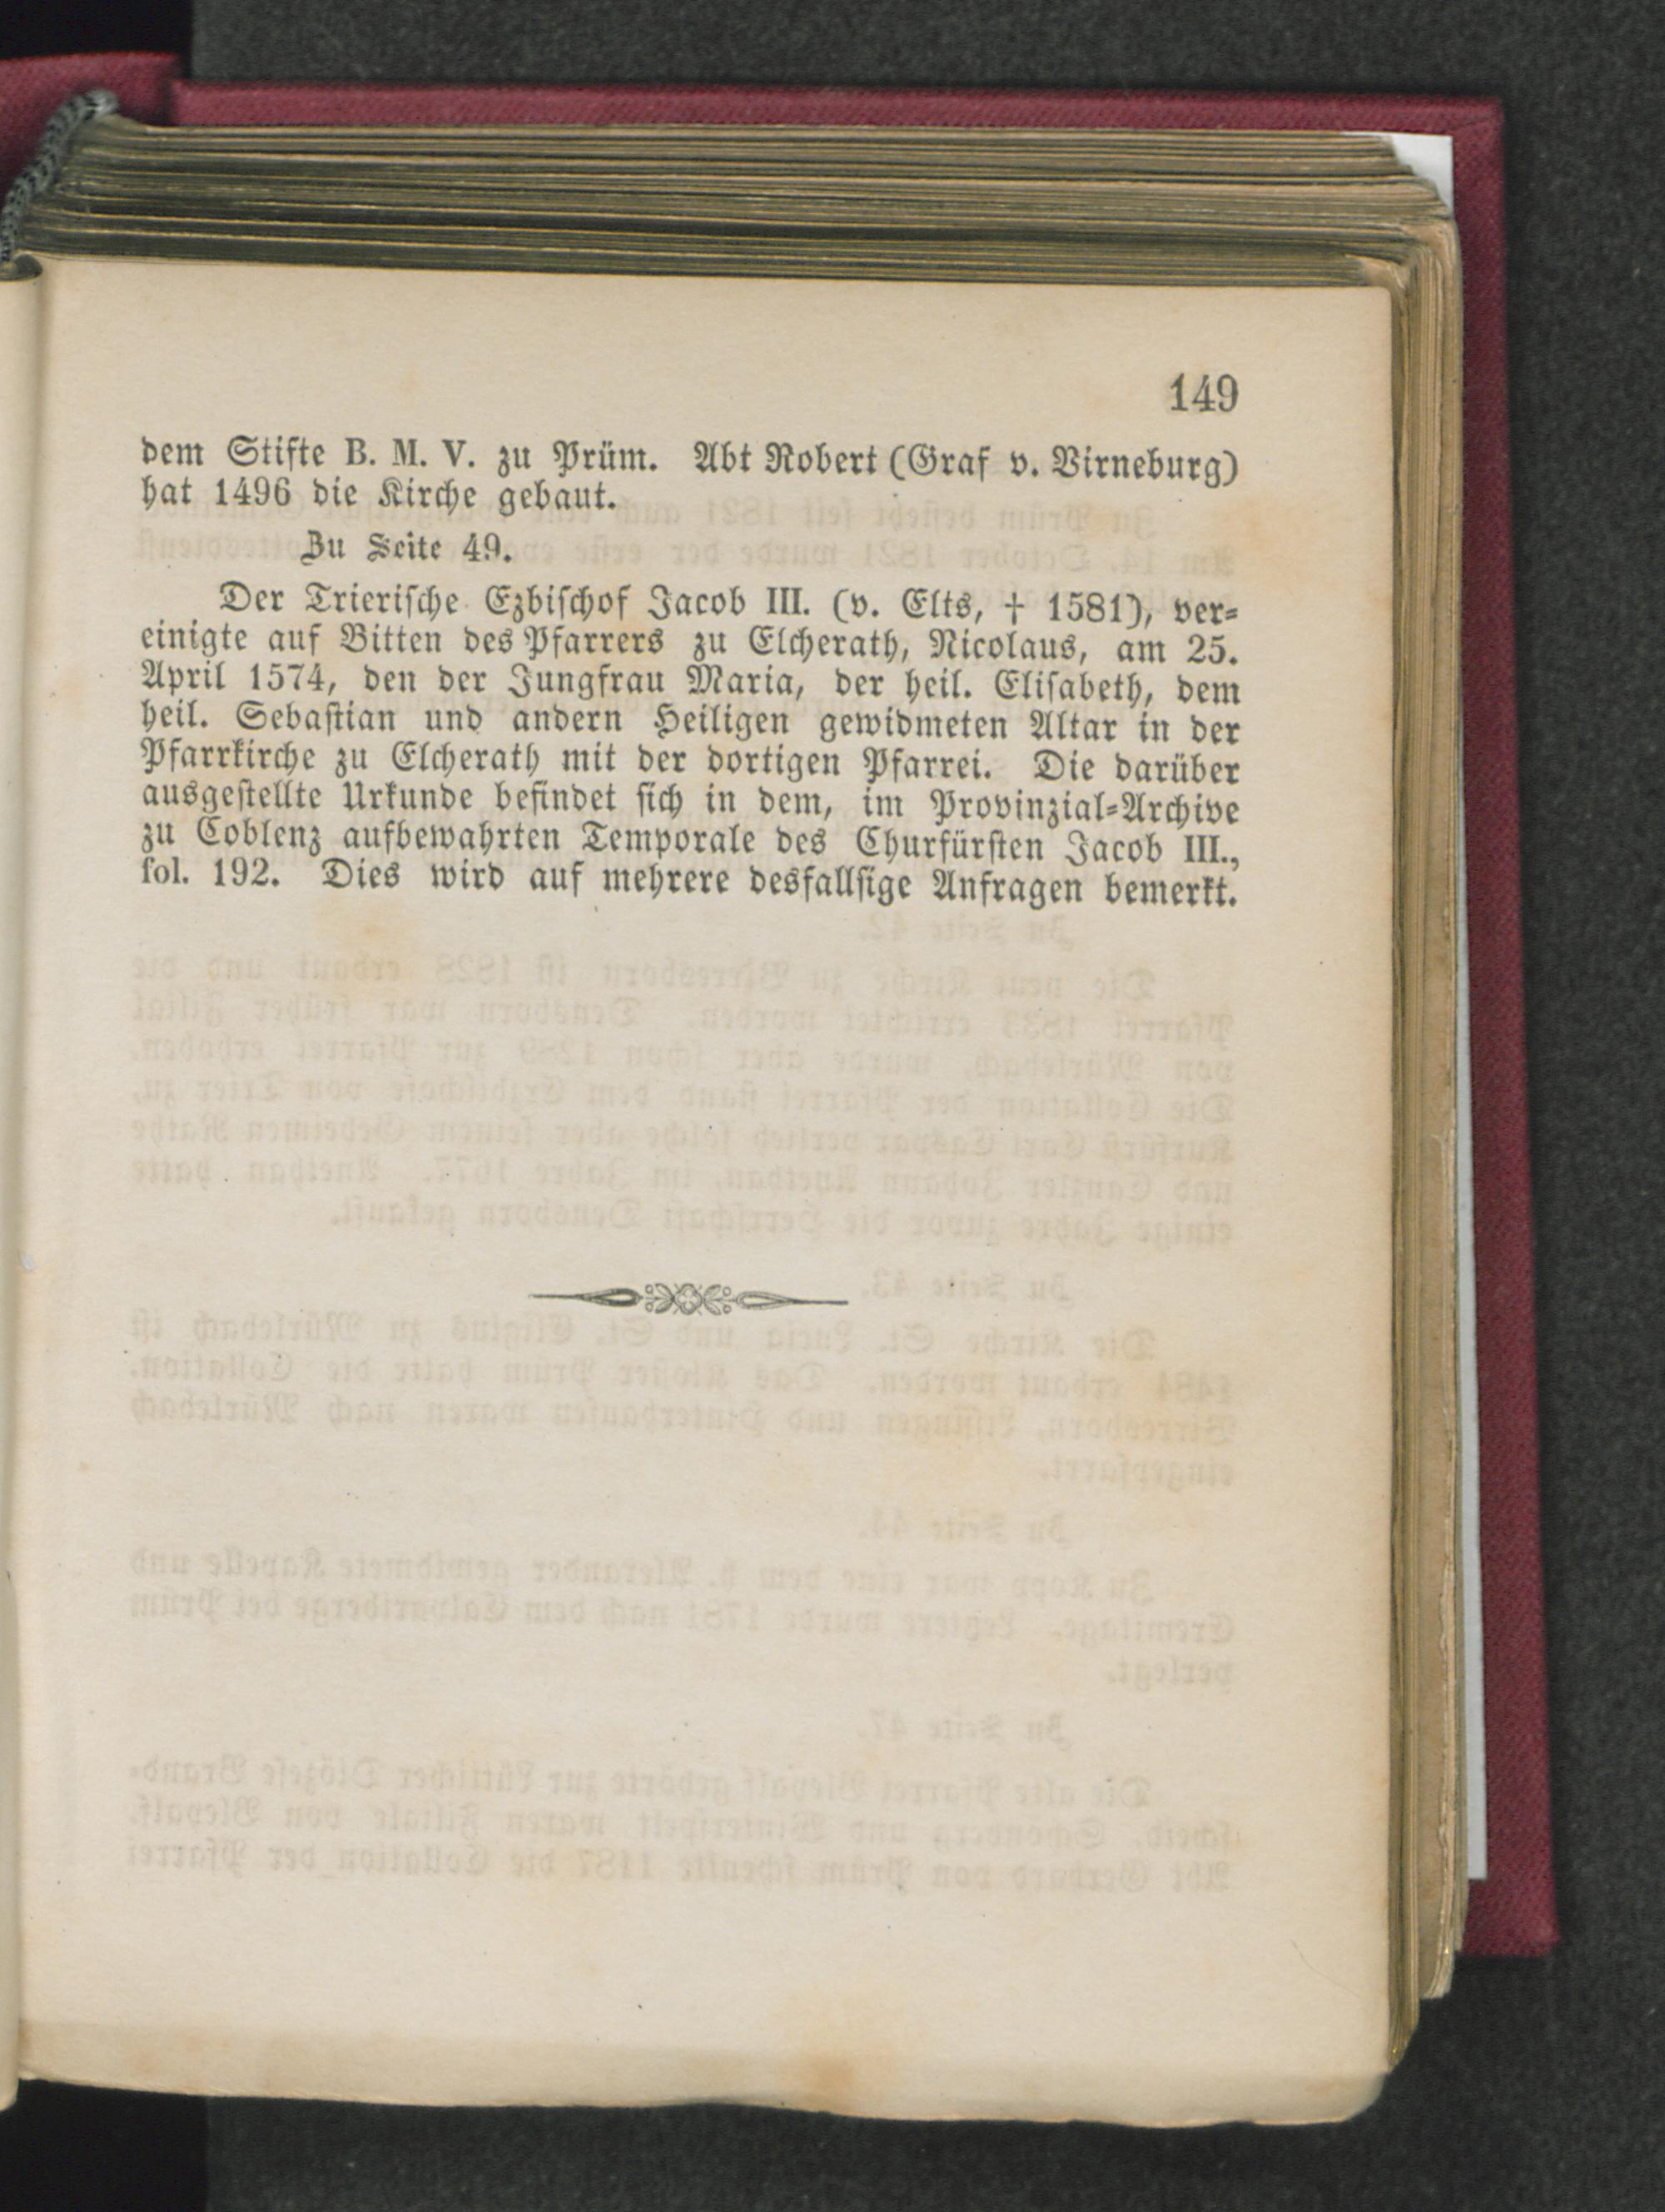 149
dem Stifte B. M. V. zu Prüm. Abt Robert (Graf v. Virneburg)
hat 1496 die Kirche gebaut.
Zu Seite 49.
Der Trierische Ezbischof Jacob III. (v. Elts, † 1581), ver-
einigte auf Bitten des Pfarrers zu Elcherath, Nicolaus, am 25.
April 1574, den der Jungfrau Maria, der heil. Elisabeth, dem
heil. Sebastian und andern Heiligen gewidmeten Altar in der
Pfarrkirche zu Elcherath mit der dortigen Pfarrei. Die darüber
ausgestellte Urkunde befindet sich in dem, im Provinzial-Archive
zu Coblenz aufbewahrten Temporale des Churfürsten Jacob III.,
fol. 192. Dies wird auf mehrere desfallsige Anfragen bemerkt.